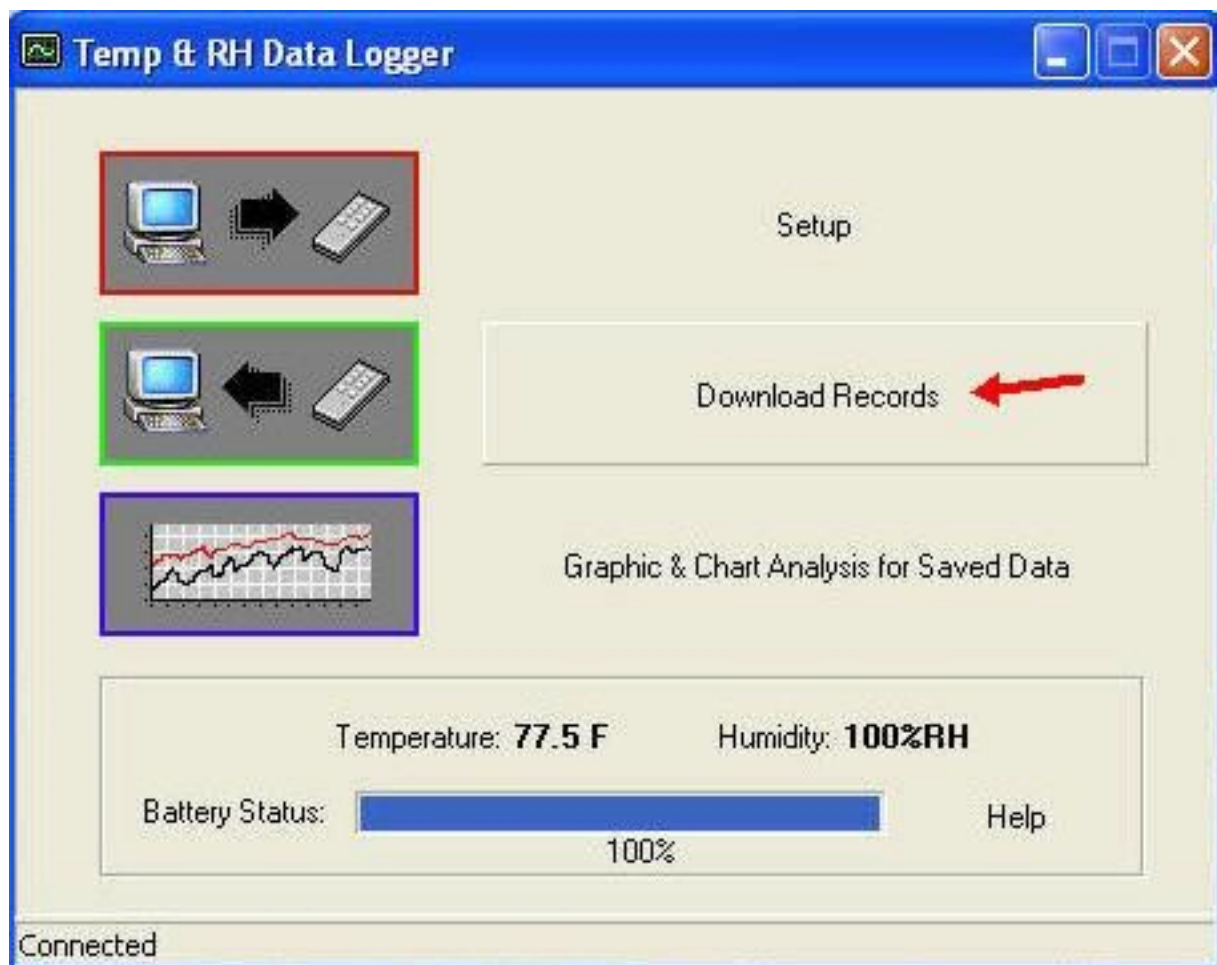 Temp & RH Data Logger
Setup
Download Records
Graphic & Chart Analysis for Saved Data
Temperature: 77.5 F Humidity: 100%RH
Battery Status: Help
100%
Connected